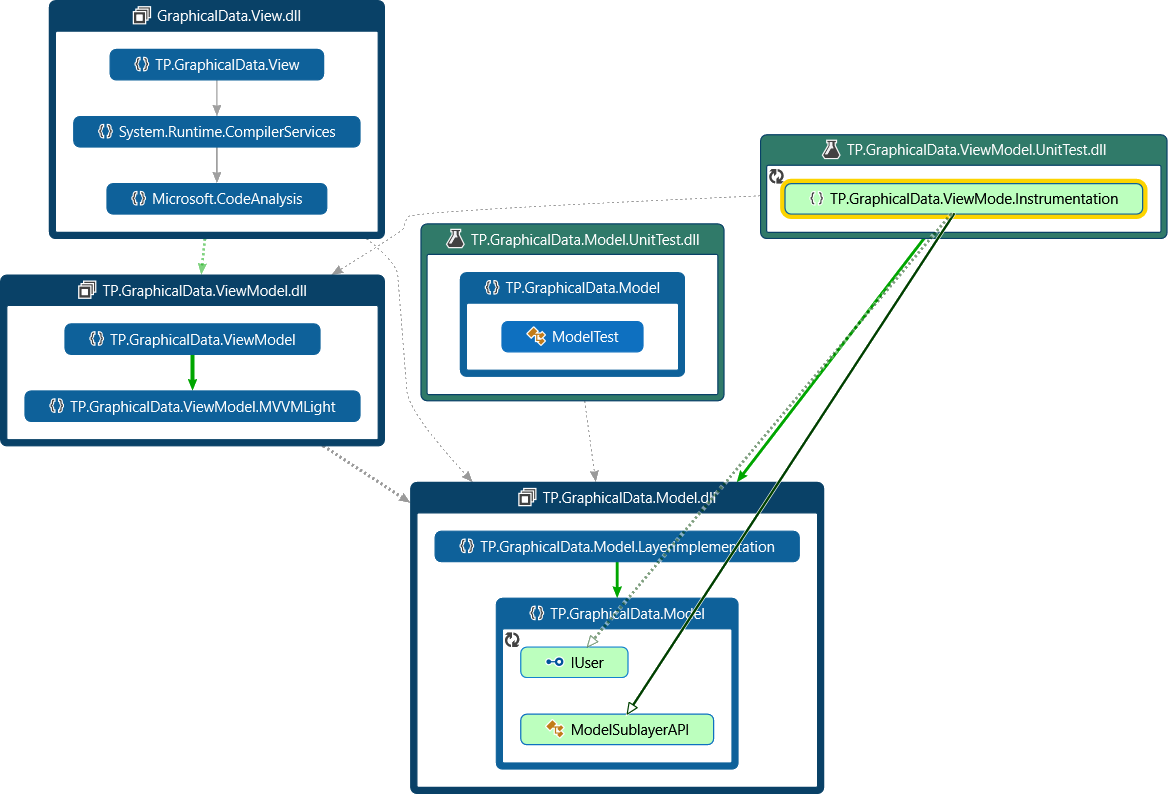 GraphicalData.View.dll
TP.GraphicalData.View
System.Runtime.CompilerServices
Microsoft.CodeAnalysis
TP.GraphicalData.ViewModel.UnitTest.dll
TP.GraphicalData.ViewMode.Instrumentation
TP.GraphicalData.Model.UnitTest.dll
TP.GraphicalData.Model
ModelTest
TP.GraphicalData.ViewModel.dll
TP.GraphicalData.ViewModel
TP.GraphicalData.ViewModel.MVVMLight
TP.GraphicalData.Model.dll
TP.GraphicalData.Model.LayerImplementation
TP.GraphicalData.Model
IUser
ModelSublayerAPI